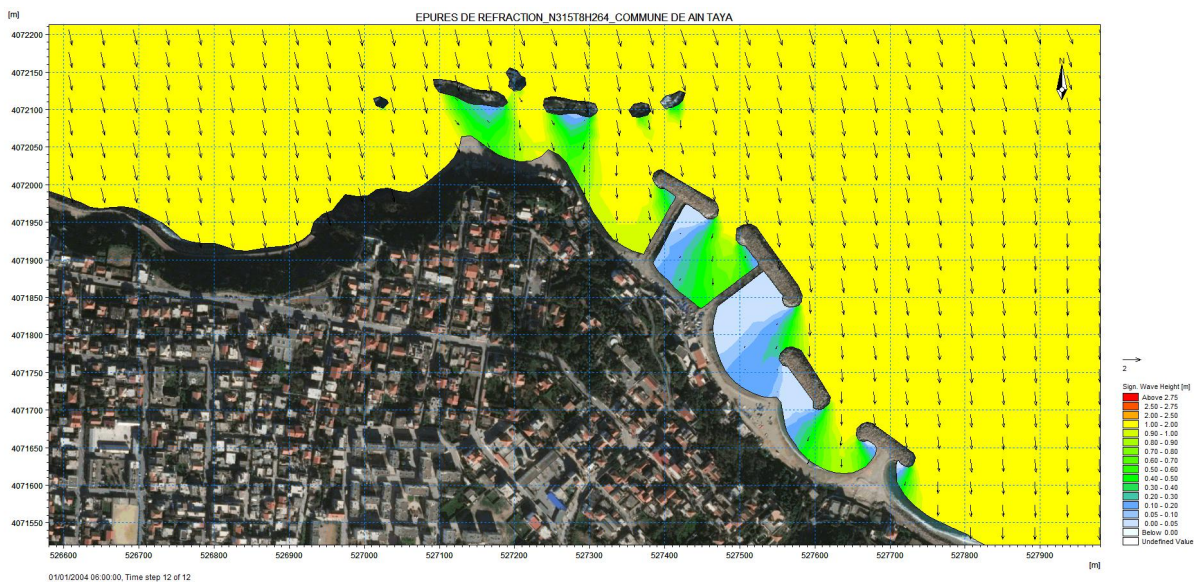 EPURES DE REFRACTION_N315T8H264_COMMUNE DE AIN TAYA
[m]
4072200
4072150
4072100
4072050
4072000
4071950
4071900
4071850
4071800
4071750
4071700
4071650
4071600
4071550
N
2
Sign. Wave Height [m]
Above 2.75
2.50 - 2.75
2.00 - 2.50
1.00 - 2.00
0.90 - 1.00
0.80 - 0.90
0.70 - 0.80
0.60 - 0.70
0.50 - 0.60
0.40 - 0.50
0.30 - 0.40
0.20 - 0.30
0.10 - 0.20
0.05 - 0.10
0.00 - 0.05
Below 0.00
Undefined Value
526600 526700 526800 526900 527000 527100 527200 527300 527400 527500 527600 527700 527800 527900
[m]
01/01/2004 06:00:00, Time step 12 of 12